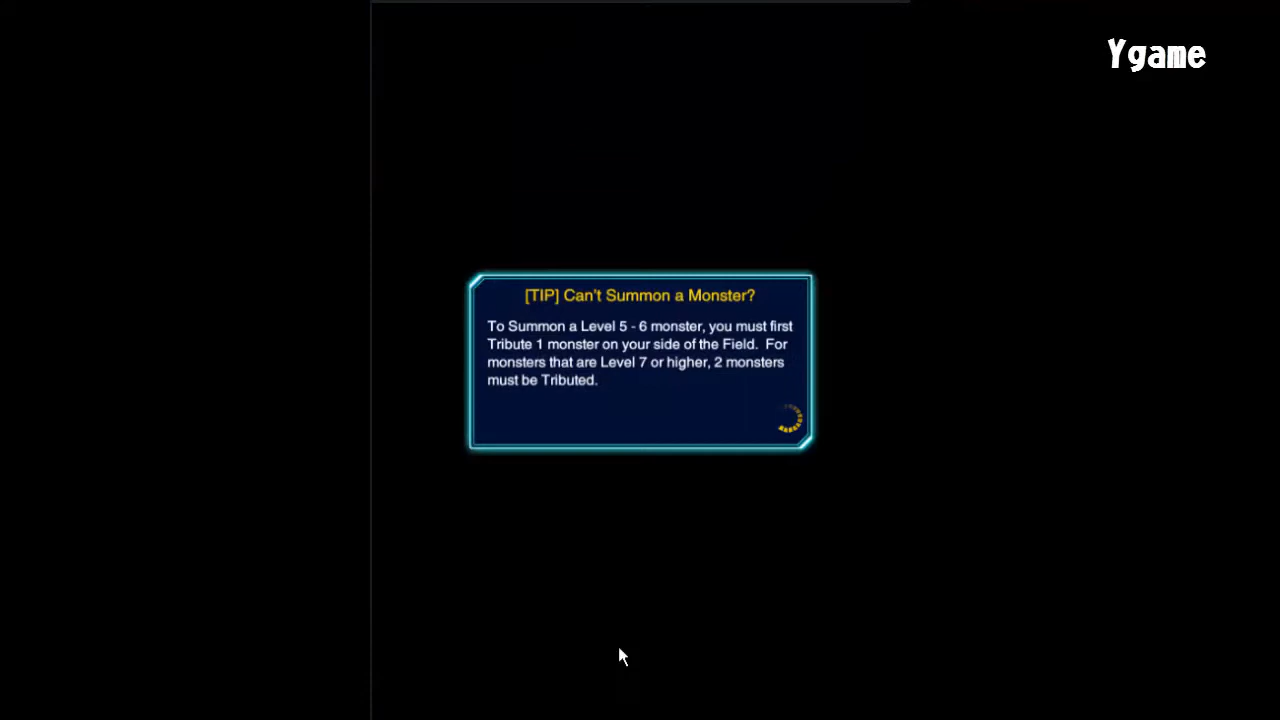 Ygame
[TIP] Can't Summon a Monster?
To Summon a Level 5 - 6 monster, you must first
Tribute 1 monster on your side of the Field.  For
monsters that are Level 7 or higher, 2 monsters
must be Tributed.